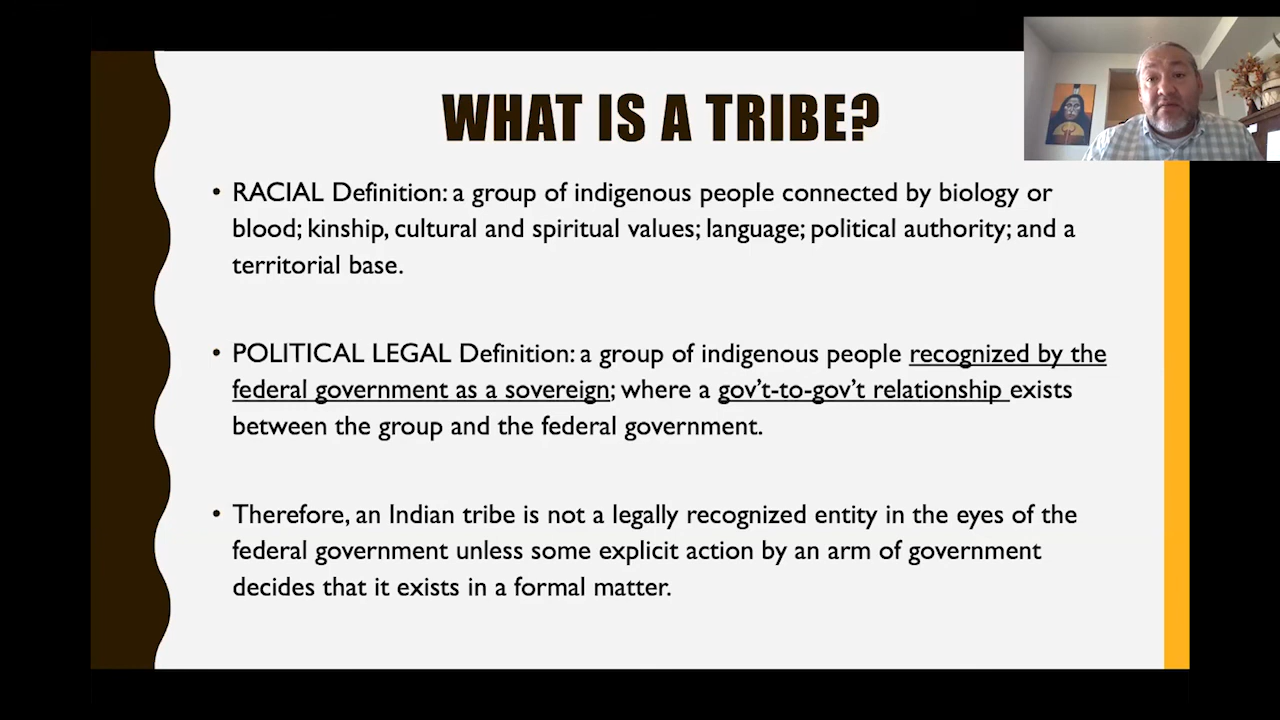 WHAT IS A TRIBE?
• RACIAL Definition: a group of indigenous people connected by biology or
blood; kinship, cultural and spiritual values; language; political authority; and a
territorial base.
• POLITICAL LEGAL Definition: a group of indigenous people recognized by the
federal government as a sovereign; where a gov’t-to-gov’t relationship exists
between the group and the federal government.
• Therefore, an Indian tribe is not a legally recognized entity in the eyes of the
federal government unless some explicit action by an arm of government
decides that it exists in a formal matter.